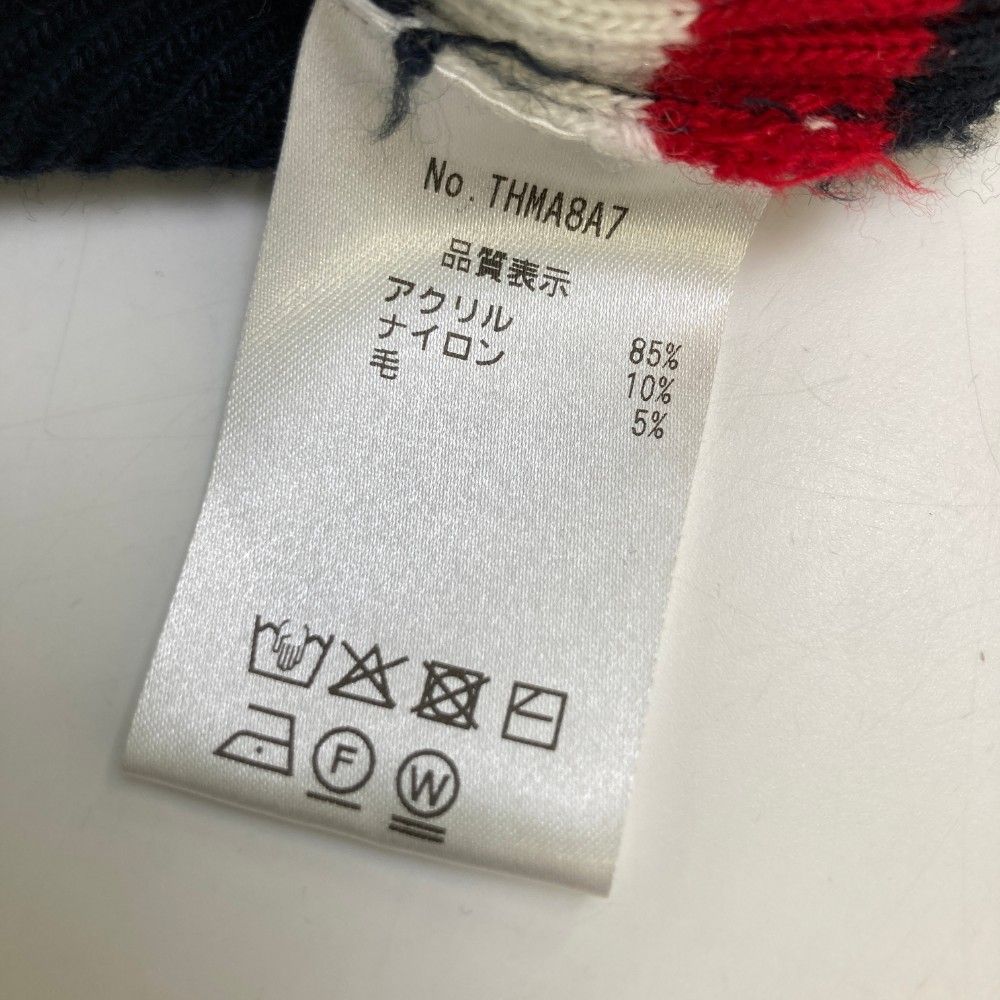 No.THMA8A7
品質表示
アクリル 85%
ナイロン 10%
毛 5%
F W